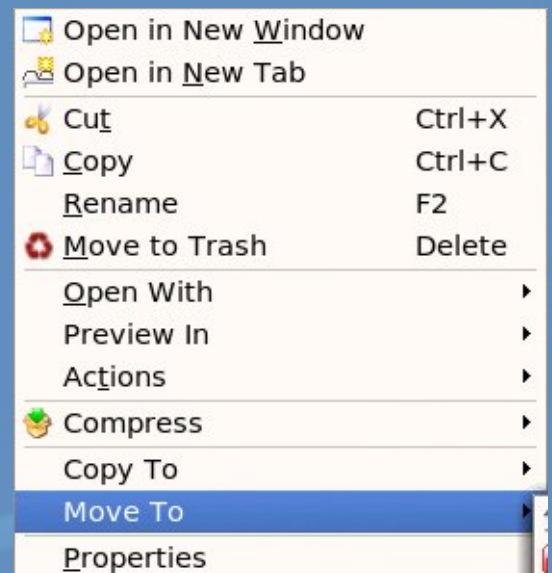 Open in New Window
Open in New Tab
Cut Ctrl+X
Copy Ctrl+C
Rename F2
Move to Trash Delete
Open With
Preview In
Actions
Compress
Copy To
Move To
Properties